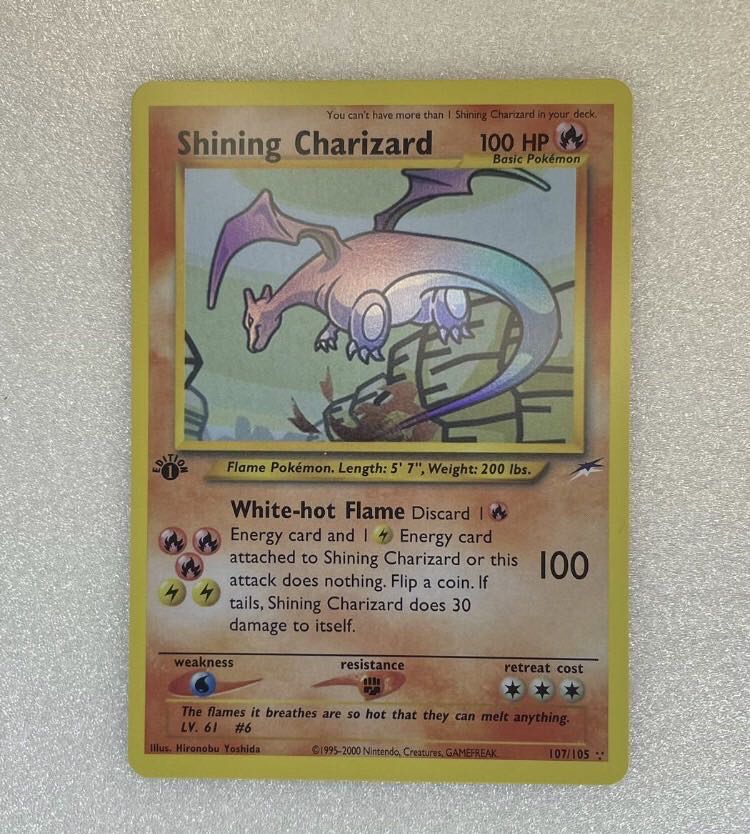 You can't have more than 1 Shining Charizard in your deck.
Shining Charizard 100 HP
Basic Pokémon
EDITION
1
Flame Pokémon. Length: 5' 7", Weight: 200 lbs.
White-hot Flame Discard 1
Energy card and 1 Energy card
attached to Shining Charizard or this
attack does nothing. Flip a coin. If
tails, Shining Charizard does 30
damage to itself.
100
weakness resistance retreat cost
The flames it breathes are so hot that they can melt anything.
LV. 61 #6
Illus. Hironobu Yoshida ©1995-2000 Nintendo, Creatures, GAMEFREAK. 107/105